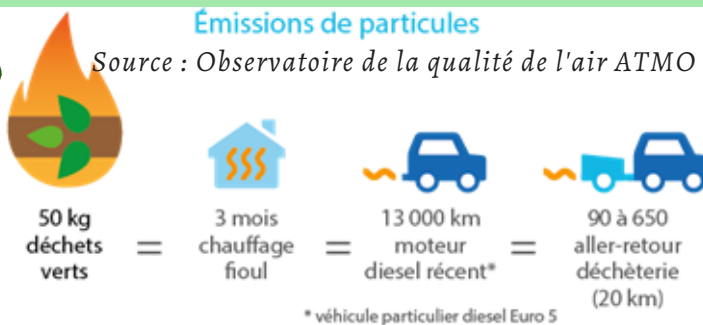 Émissions de particules
Source : Observatoire de la qualité de l'air ATMO
50 kg
déchets
verts
=
3 mois
chauffage
fioul
=
13 000 km
moteur
diesel récent*
=
90 à 650
aller-retour
déchèterie
(20 km)
* véhicule particulier diesel Euro 5